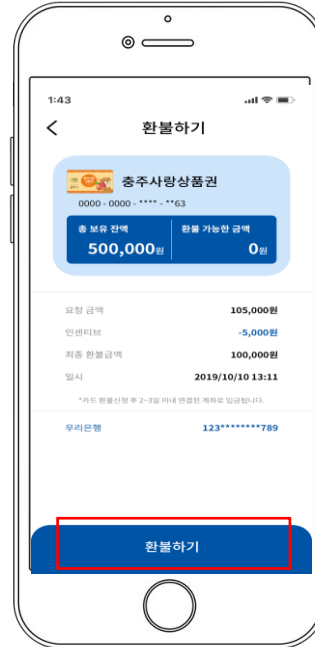 1:43
환불하기
충주사랑상품권
0000 - 0000 - **** - **63
총 보유 잔액 환불 가능한 금액
500,000원 0원
요청 금액 105,000원
인센티브 -5,000원
최종 환불금액 100,000원
일시 2019/10/10 13:11
*카드 환불신청 후 2~3일 이내 연결된 계좌로 입금됩니다.
우리은행 123********789
환불하기